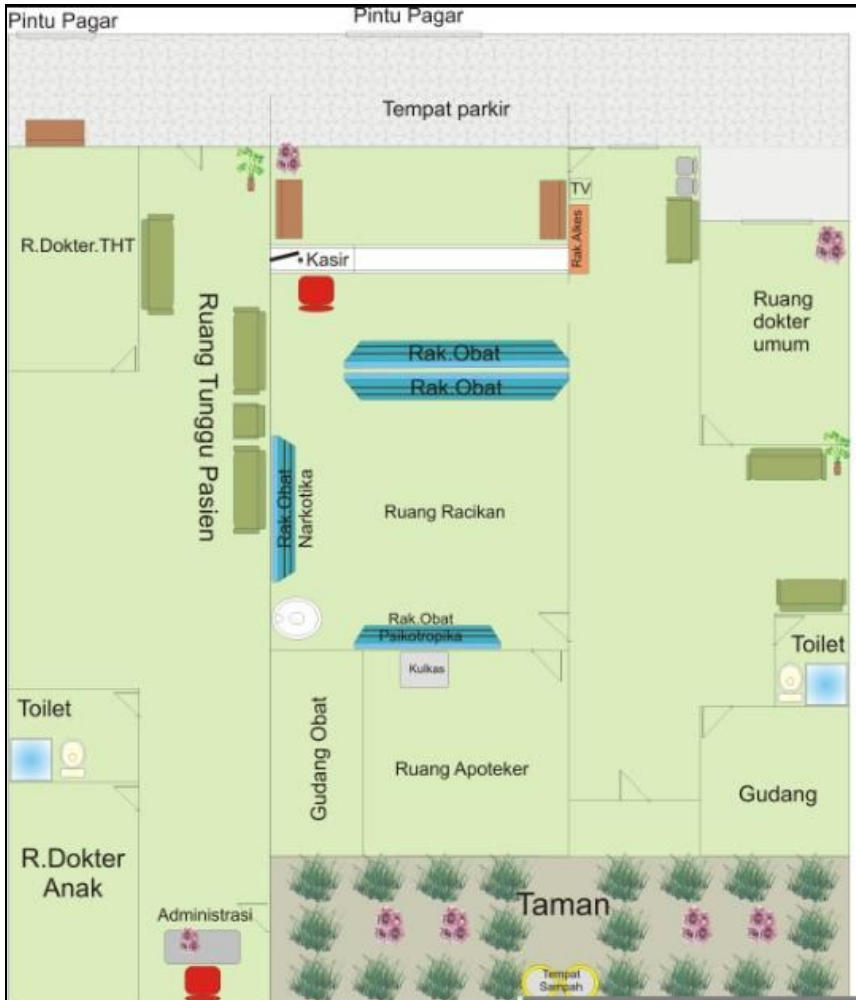 Pintu Pagar
Pintu Pagar
Tempat parkir
R.Dokter.THT
TV
Rak.Alkes
Kasir
Ruang
dokter
umum
Ruang Tunggu Pasien
Rak.Obat
Rak.Obat
Rak.Obat
Narkotika
Ruang Racikan
Rak.Obat
Psikotropika
Kulkas
Toilet
Toilet
Gudang Obat
Ruang Apoteker
Gudang
R.Dokter
Anak
Administrasi
Taman
Tempat
Sampah